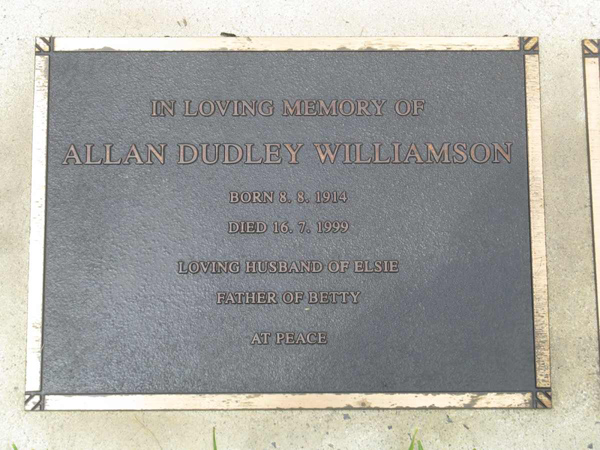 IN LOVING MEMORY OF
ALLAN DUDLEY WILLIAMSON
BORN 8. 8. 1914
DIED 16. 7. 1999
LOVING HUSBAND OF ELSIE
FATHER OF BETTY
AT PEACE